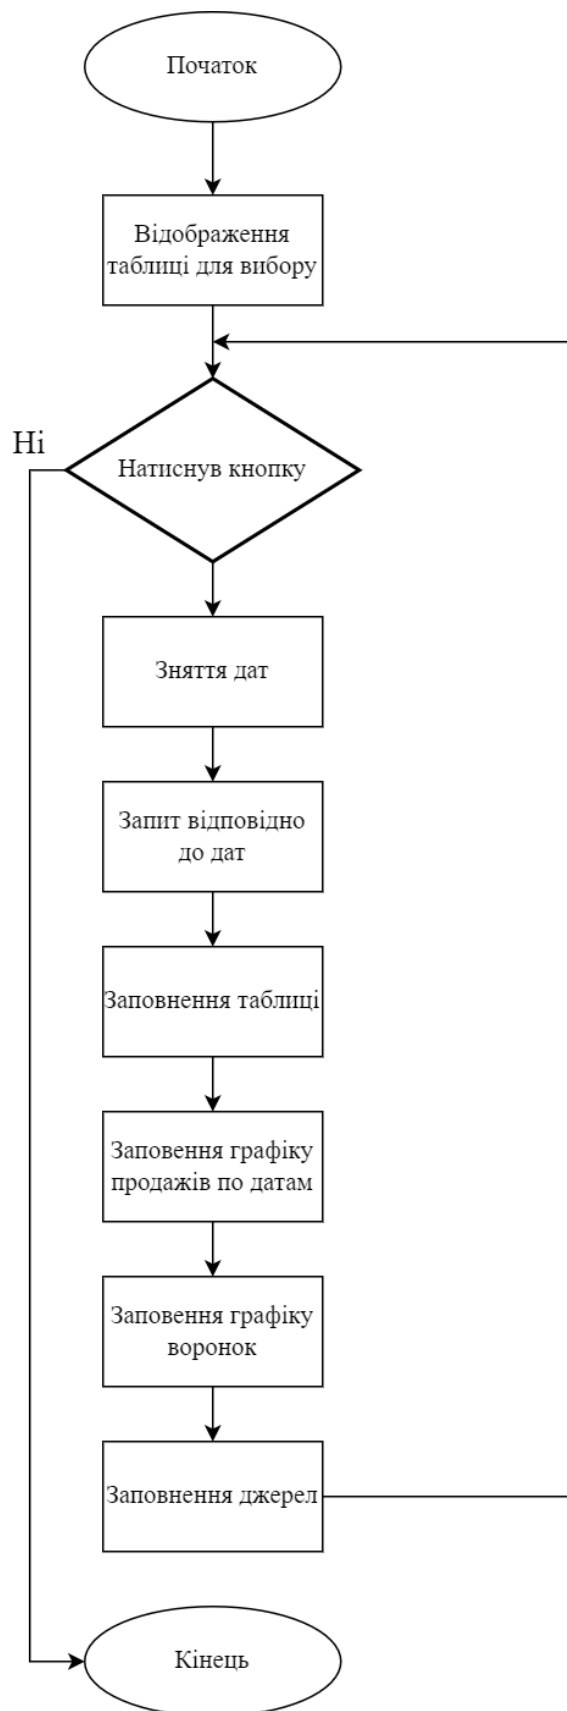 Початок
Відображення
таблиці для вибору
Ні
Натиснув кнопку
Зняття дат
Запит відповідно
до дат
Заповнення таблиці
Заповення графіку
продажів по датам
Заповення графіку
воронок
Заповнення джерел
Кінець